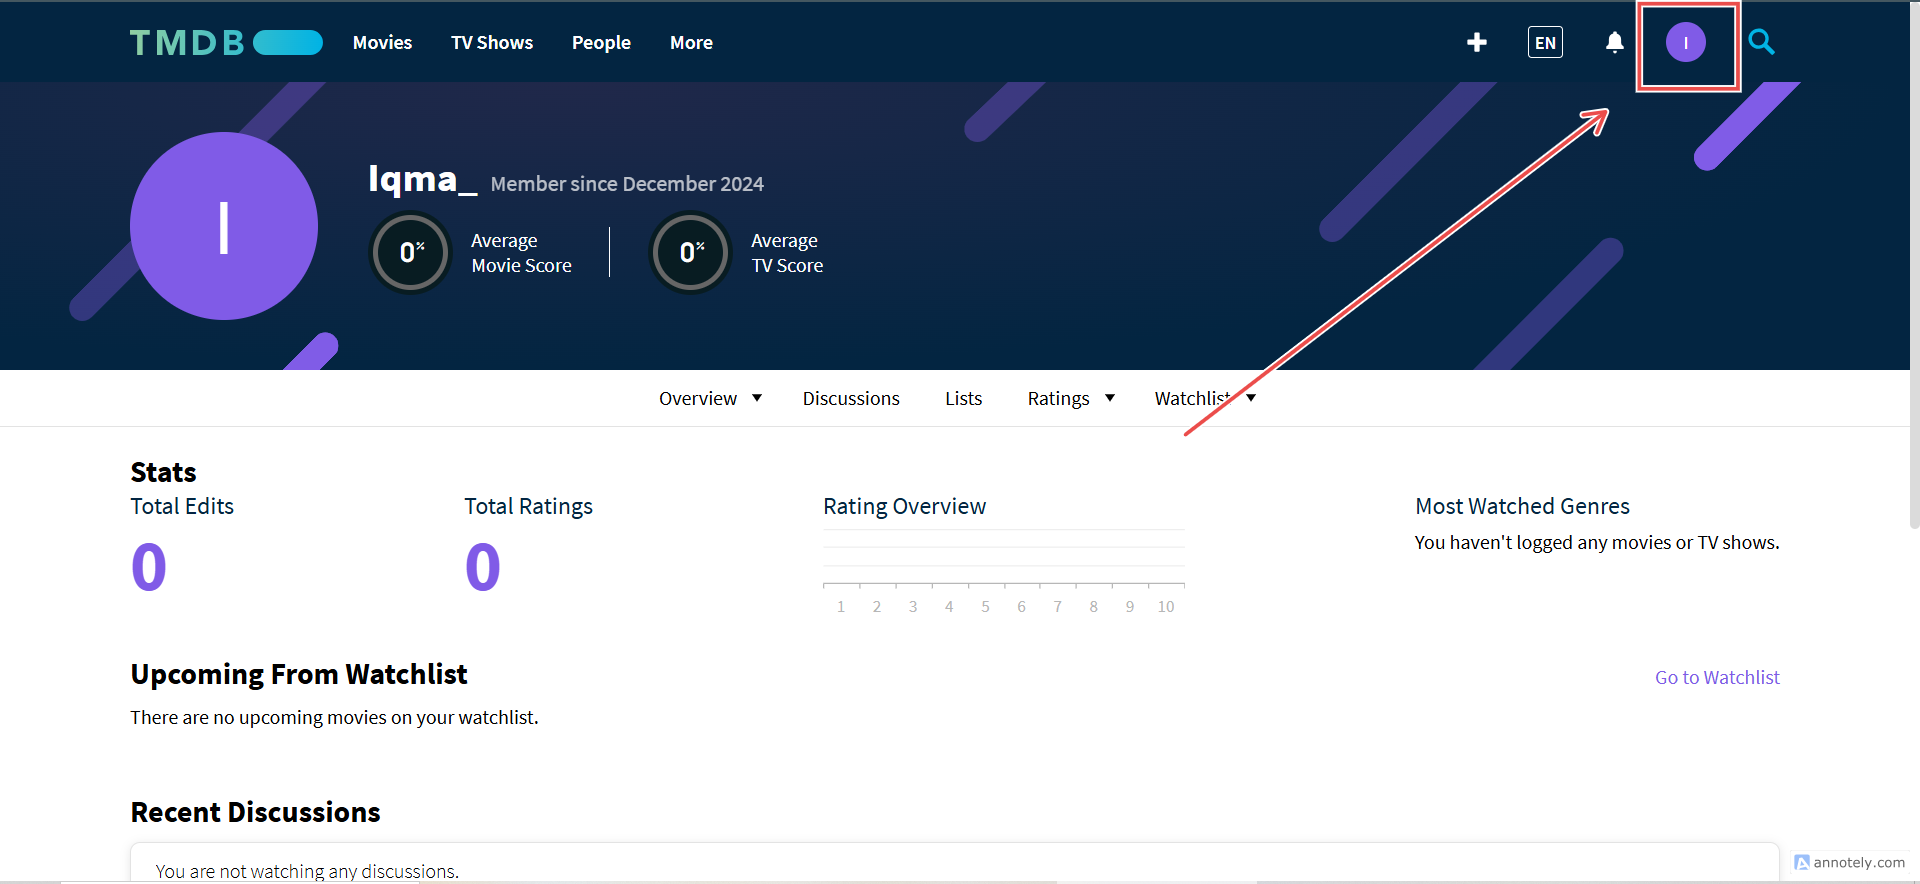 TMDB Movies TV Shows People More EN I
I
Iqma_ Member since December 2024
0% Average Movie Score 0% Average TV Score
Overview Discussions Lists Ratings Watchlist
Stats
Total Edits Total Ratings Rating Overview Most Watched Genres
0 0 You haven't logged any movies or TV shows.
1 2 3 4 5 6 7 8 9 10
Upcoming From Watchlist Go to Watchlist
There are no upcoming movies on your watchlist.
Recent Discussions
You are not watching any discussions.
annotely.com